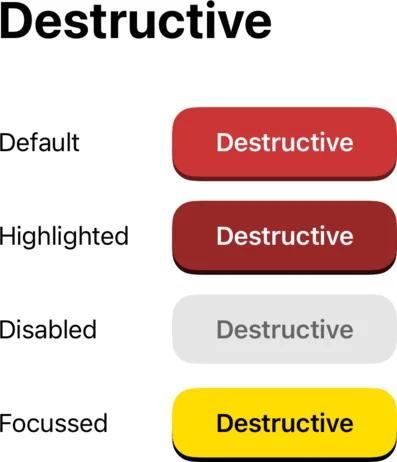 Destructive
Default Destructive
Highlighted Destructive
Disabled Destructive
Focussed Destructive